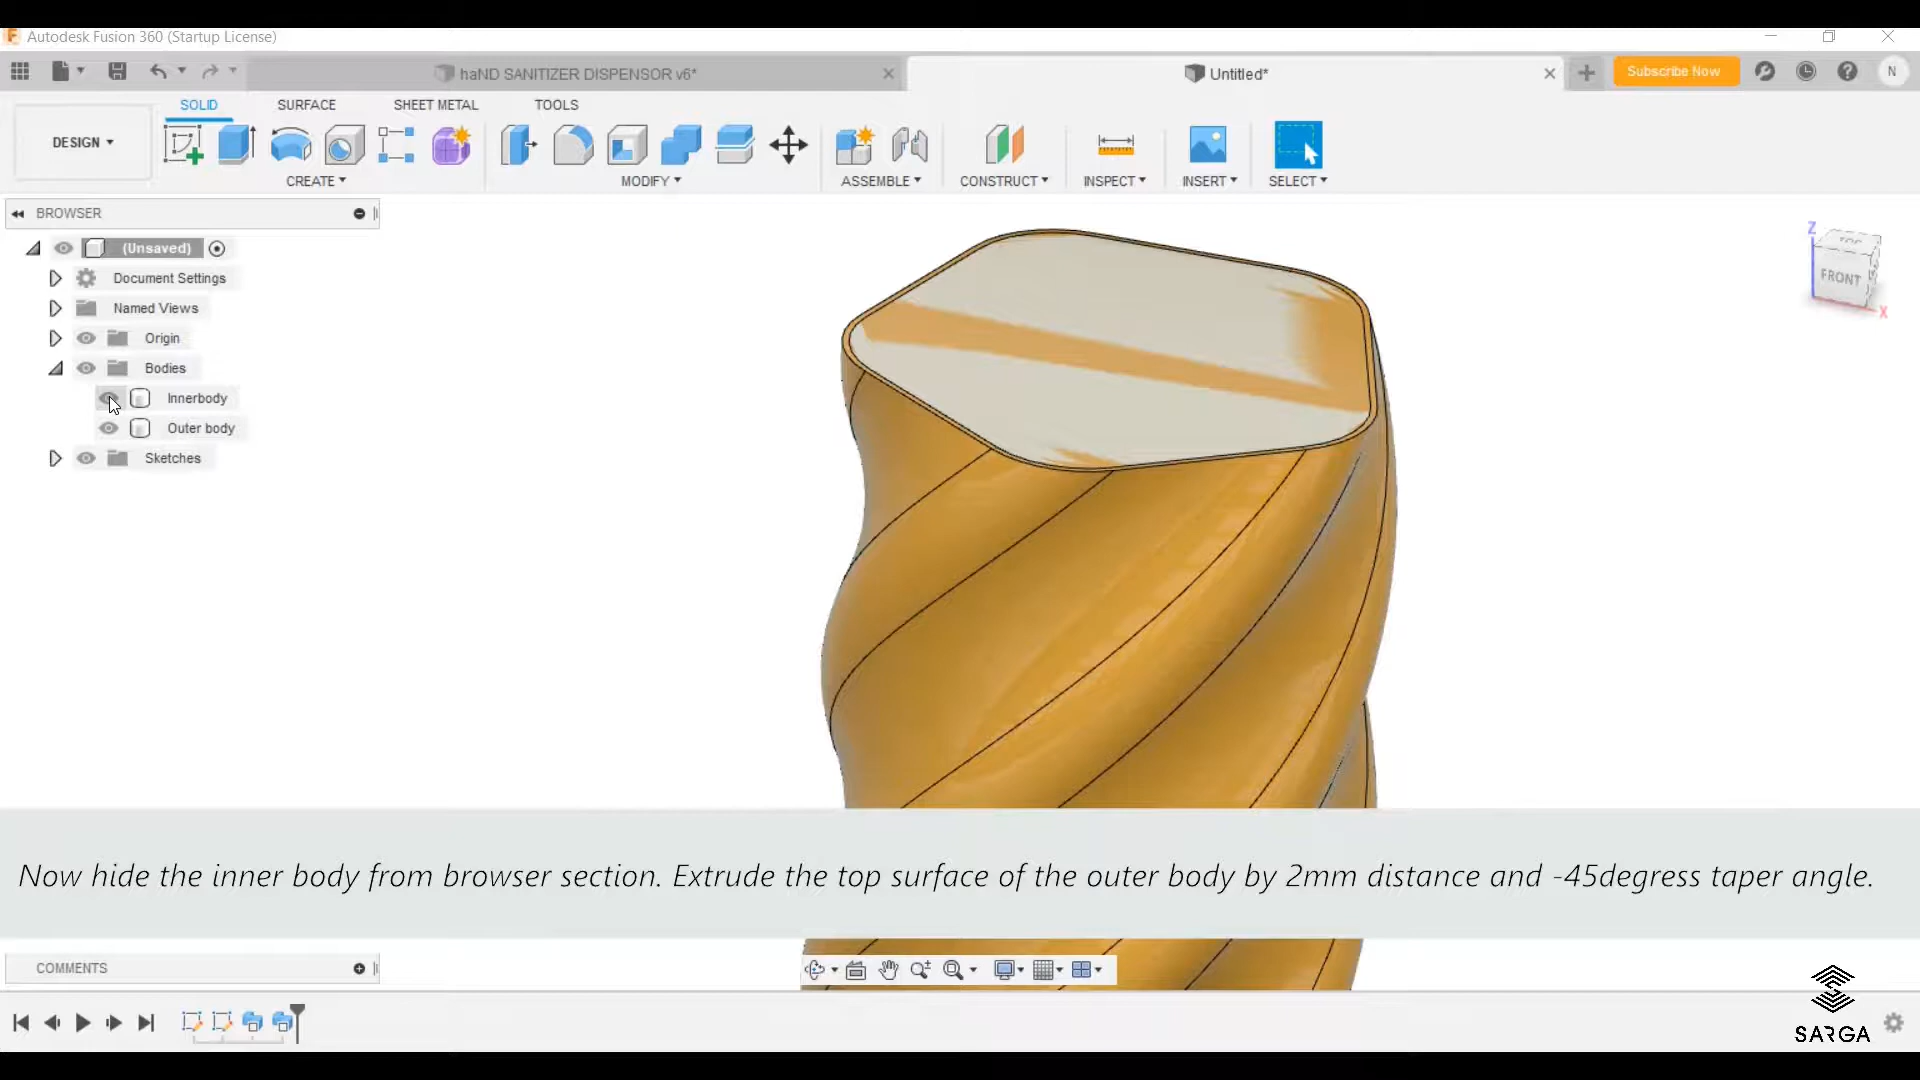 Autodesk Fusion 360 (Startup License)
haND SANITIZER DISPENSOR v6*
Untitled*
Subscribe Now
N
DESIGN
SOLID
SURFACE
SHEET METAL
TOOLS
CREATE
MODIFY
ASSEMBLE
CONSTRUCT
INSPECT
INSERT
SELECT
BROWSER
(Unsaved)
Document Settings
Named Views
Origin
Bodies
Innerbody
Outer body
Sketches
Z
TOP
FRONT
X
Now hide the inner body from browser section. Extrude the top surface of the outer body by 2mm distance and -45degress taper angle.
COMMENTS
SARGA